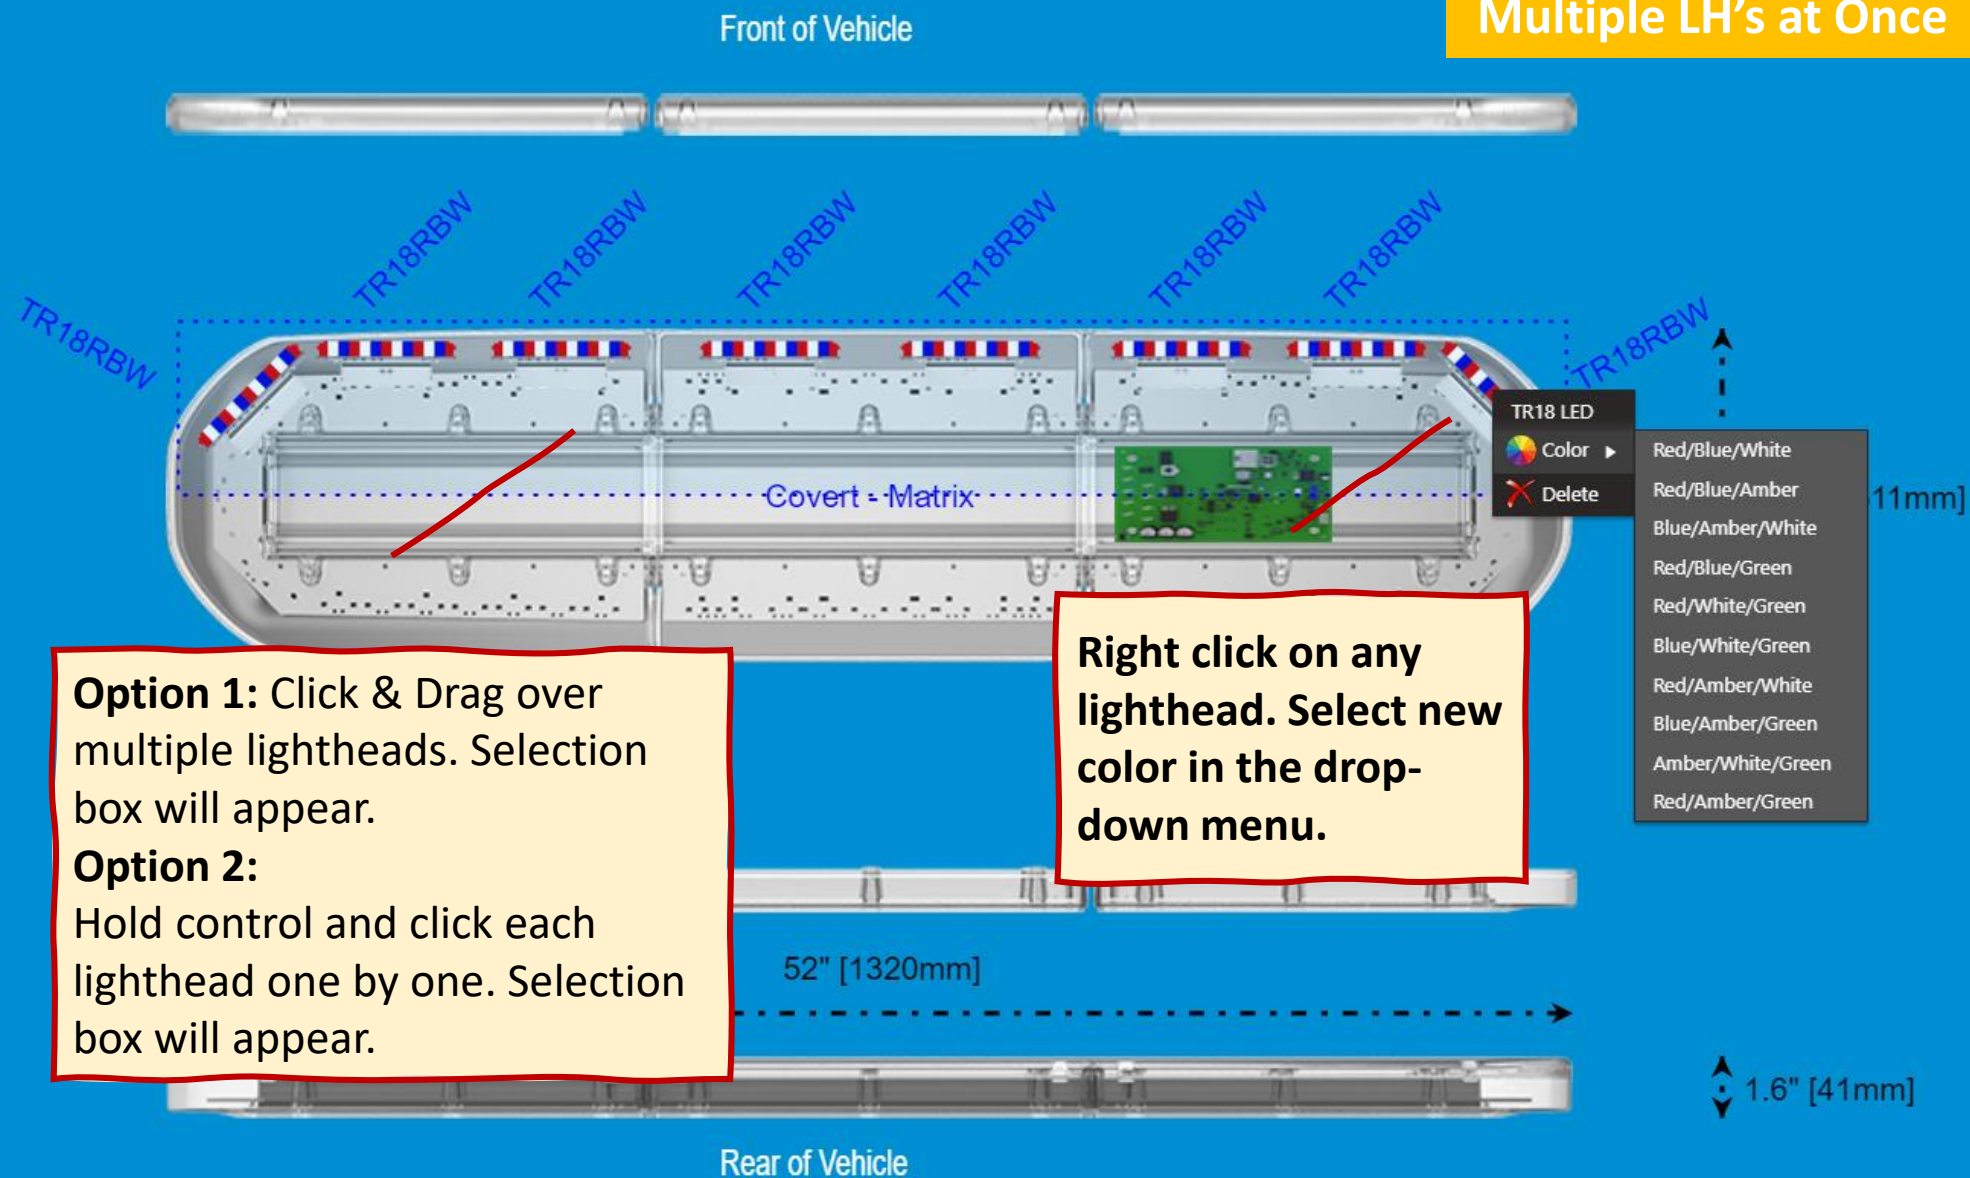 Multiple LH's at Once
Front of Vehicle
TR18RBW
TR18RBW
TR18RBW
TR18RBW
TR18RBW
TR18RBW
TR18RBW
TR18RBW
Covert - Matrix
TR18 LED
Color
Delete
Red/Blue/White
Red/Blue/Amber
Blue/Amber/White
Red/Blue/Green
Red/White/Green
Blue/White/Green
Red/Amber/White
Blue/Amber/Green
Amber/White/Green
Red/Amber/Green
11mm]
Option 1: Click & Drag over
multiple lightheads. Selection
box will appear.
Option 2:
Hold control and click each
lighthead one by one. Selection
box will appear.
Right click on any
lighthead. Select new
color in the drop-
down menu.
52" [1320mm]
1.6" [41mm]
Rear of Vehicle